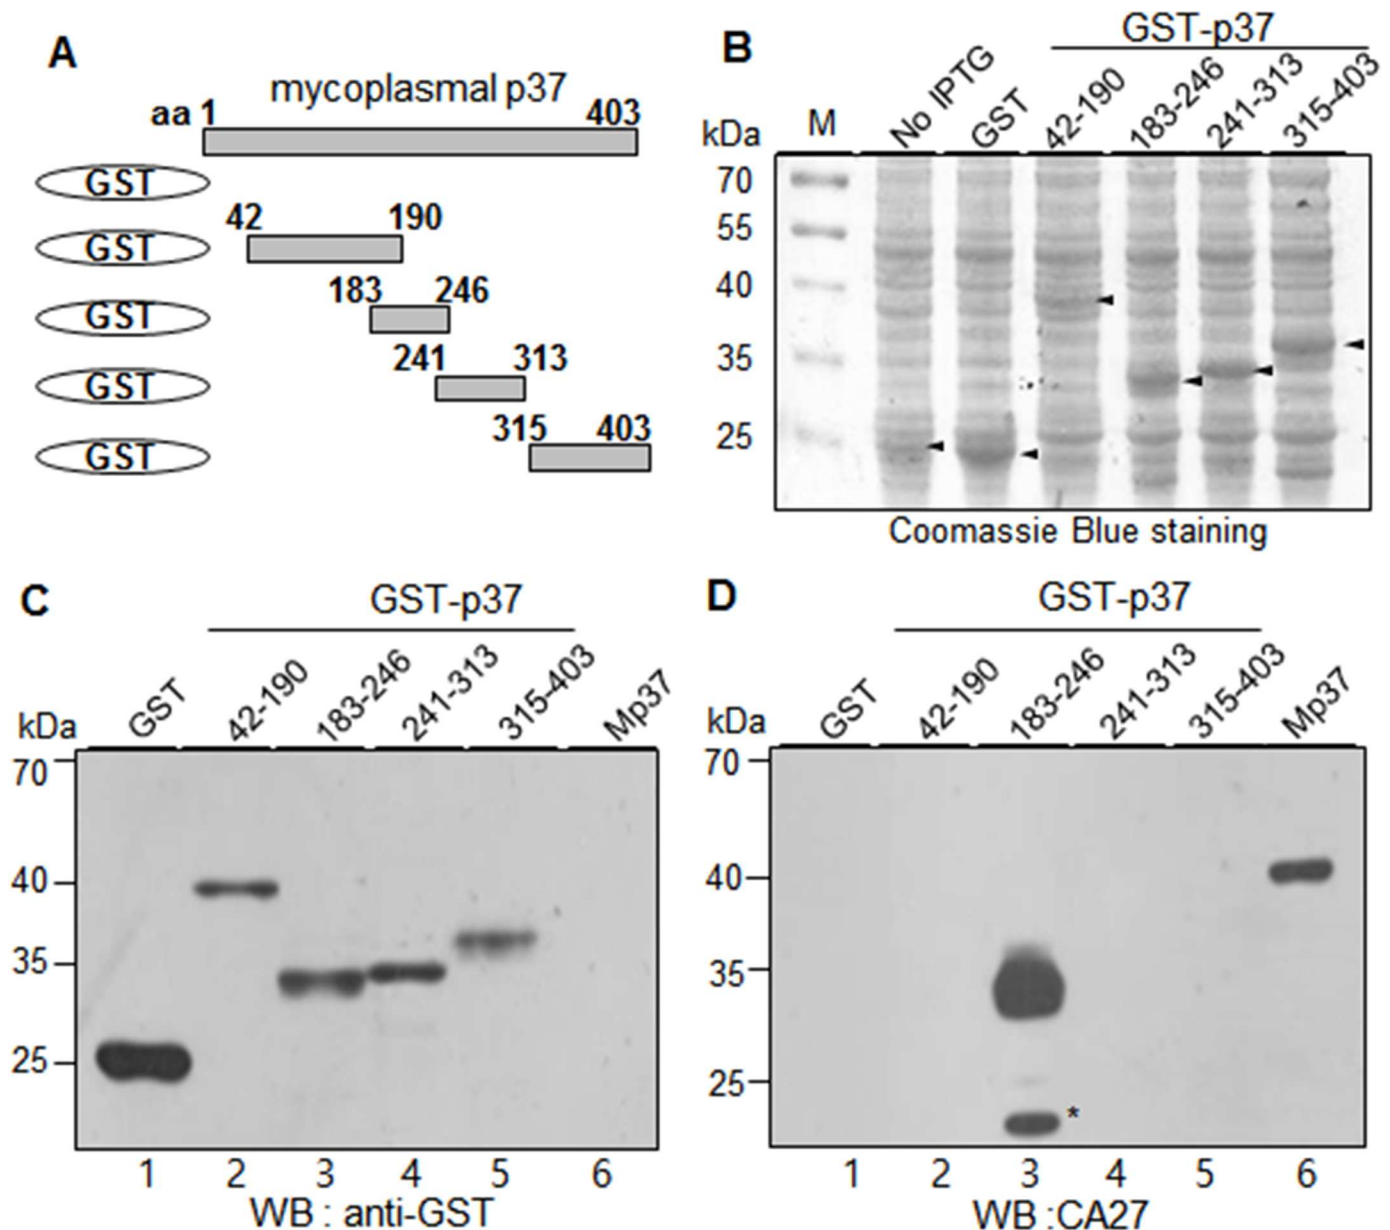 A
mycoplasmal p37
aa 1 403
GST
42 190
GST
183 246
GST
241 313
GST
315 403
GST
B
GST-p37
kDa M No IPTG GST 42-190 183-246 241-313 315-403
70
55
40
35
25
Coomassie Blue staining
C
GST-p37
kDa GST 42-190 183-246 241-313 315-403 Mp37
70
40
35
25
1 2 3 4 5 6
WB : anti-GST
D
GST-p37
kDa GST 42-190 183-246 241-313 315-403 Mp37
70
40
35
25
*
1 2 3 4 5 6
WB :CA27